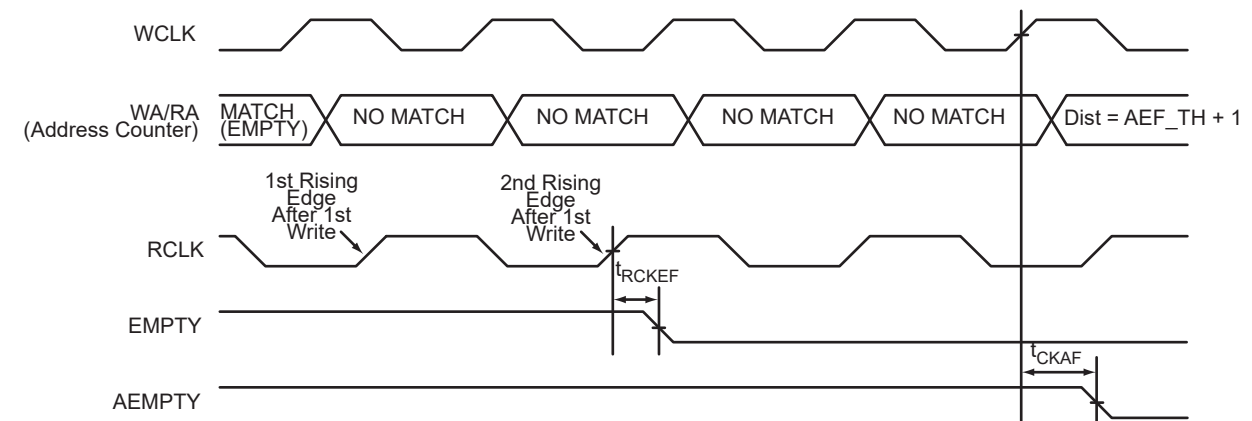 WCLK
WA/RA
(Address Counter)
MATCH
(EMPTY)
NO MATCH
NO MATCH
NO MATCH
NO MATCH
Dist = AEF_TH + 1
1st Rising
Edge
After 1st
Write
2nd Rising
Edge
After 1st
Write
RCLK
tRCKEF
EMPTY
tCKAF
AEMPTY